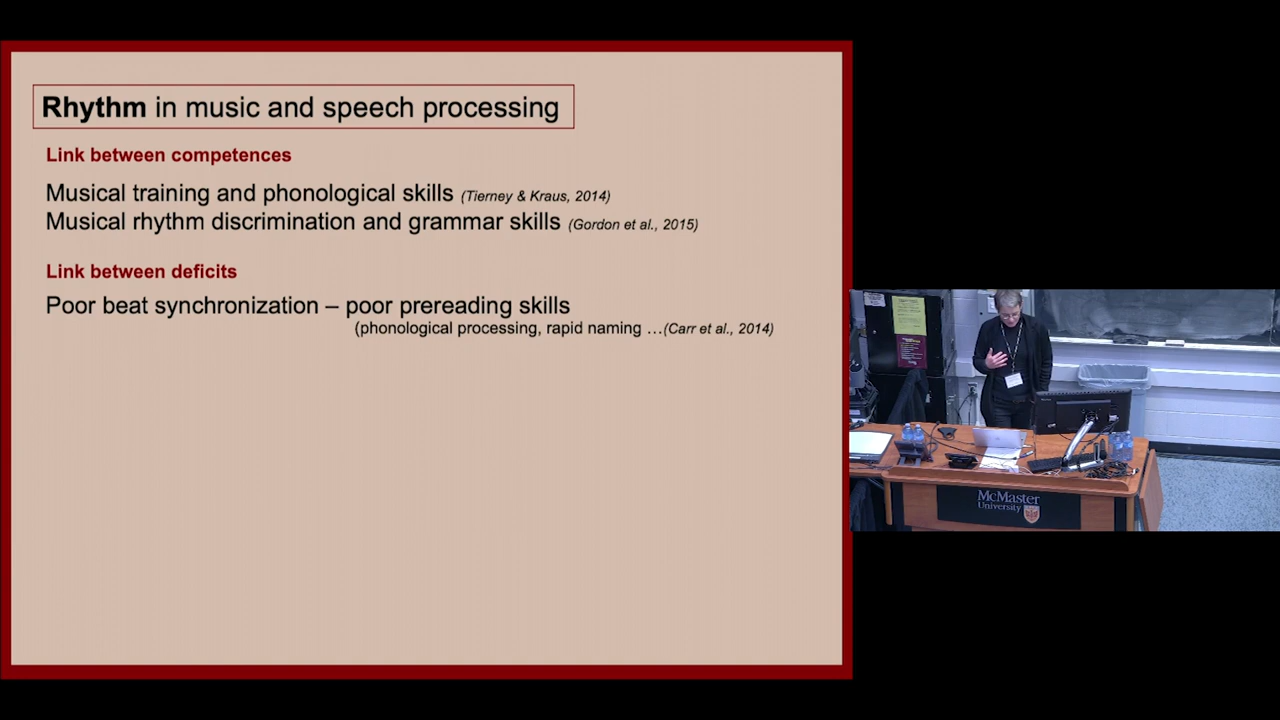 Rhythm in music and speech processing
Link between competences
Musical training and phonological skills (Tierney & Kraus, 2014)
Musical rhythm discrimination and grammar skills (Gordon et al., 2015)
Link between deficits
Poor beat synchronization – poor prereading skills
(phonological processing, rapid naming …(Carr et al., 2014)
McMaster
University